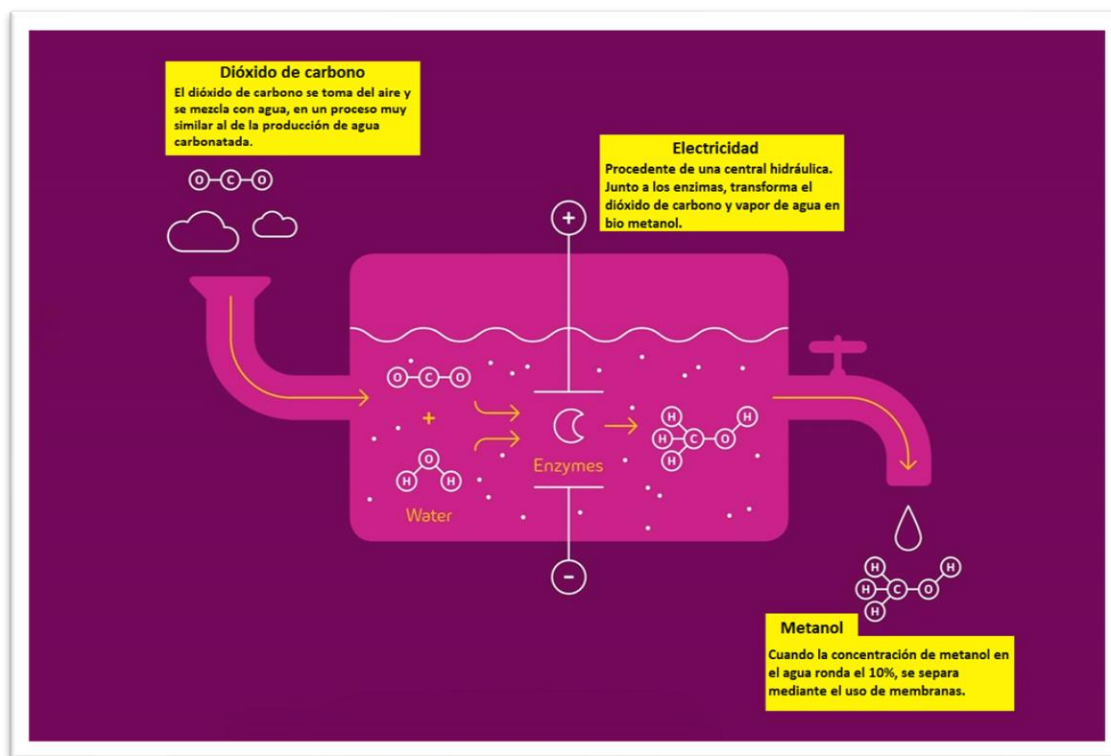 Dióxido de carbono
El dióxido de carbono se toma del aire y
se mezcla con agua, en un proceso muy
similar al de la producción de agua
carbonatada.
O C O
Electricidad
Procedente de una central hidráulica.
Junto a los enzimas, transforma el
dióxido de carbono y vapor de agua en
bio metanol.
+
O C O
+
O
H H
Water
Enzymes
H H
H C O
H
−
H H
H C O
H
Metanol
Cuando la concentración de metanol en
el agua ronda el 10%, se separa
mediante el uso de membranas.